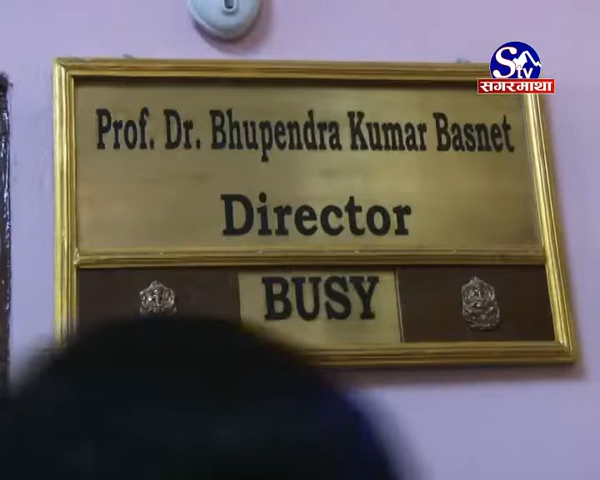 Stv
सगरमाथा
Prof. Dr. Bhupendra Kumar Basnet
Director
BUSY